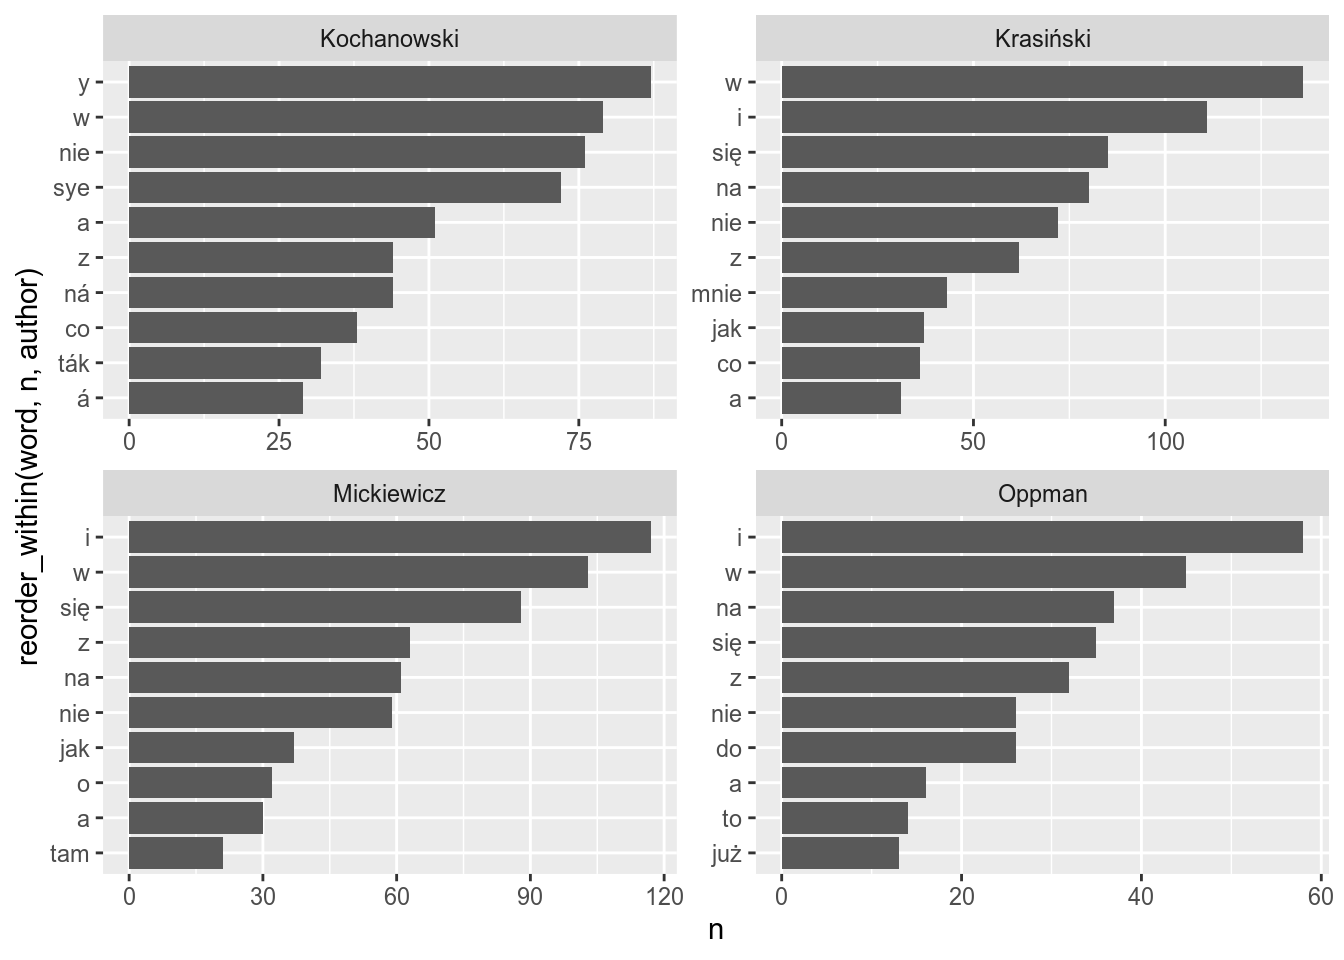 Kochanowski
y
w
nie
sye
a
z
ná
co
ták
á
0 25 50 75
Krasiński
w
i
się
na
nie
z
mnie
jak
co
a
0 50 100
Mickiewicz
i
w
się
z
na
nie
jak
o
a
tam
0 30 60 90 120
Oppman
i
w
na
się
z
nie
do
a
to
już
0 20 40 60
n
reorder_within(word, n, author)